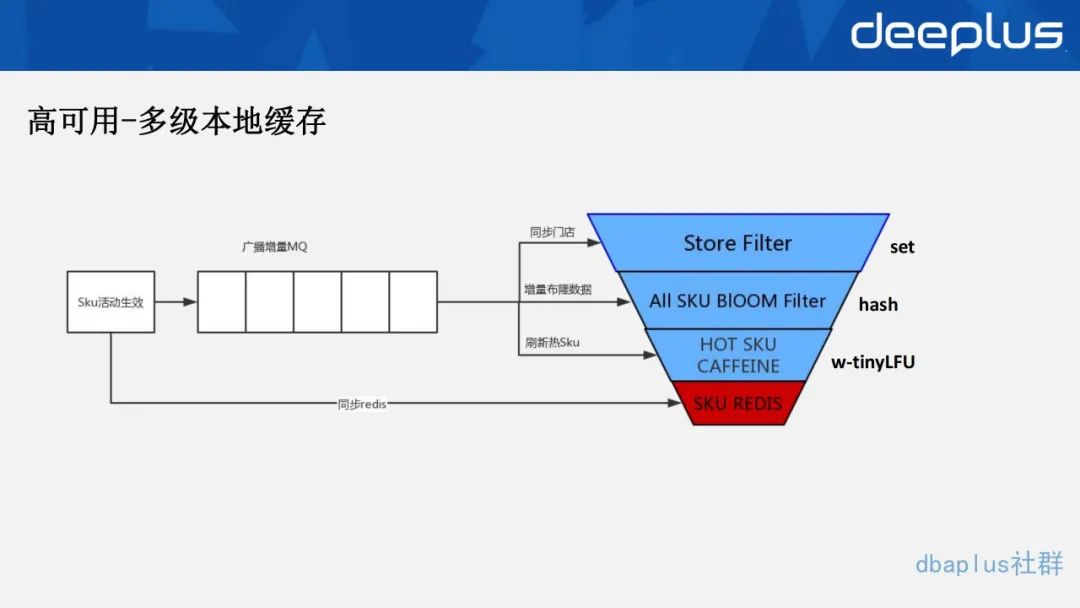 deeplus
高可用-多级本地缓存
广播增量MQ
Sku活动生效
同步门店
增量布隆数据
刷新热Sku
同步redis
Store Filter
set
All SKU BlOOM Filter
hash
HOT SKU
CAFFEINE
w-tinyLFU
SKU REDIS
dbaplus社群